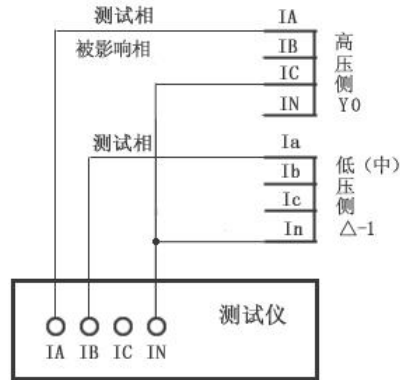 测试相
IA
被影响相
IB
IC
IN
高压侧
Y0
测试相
Ia
Ib
Ic
In
低（中）
压
侧
△-1
测试仪
IA IB IC IN